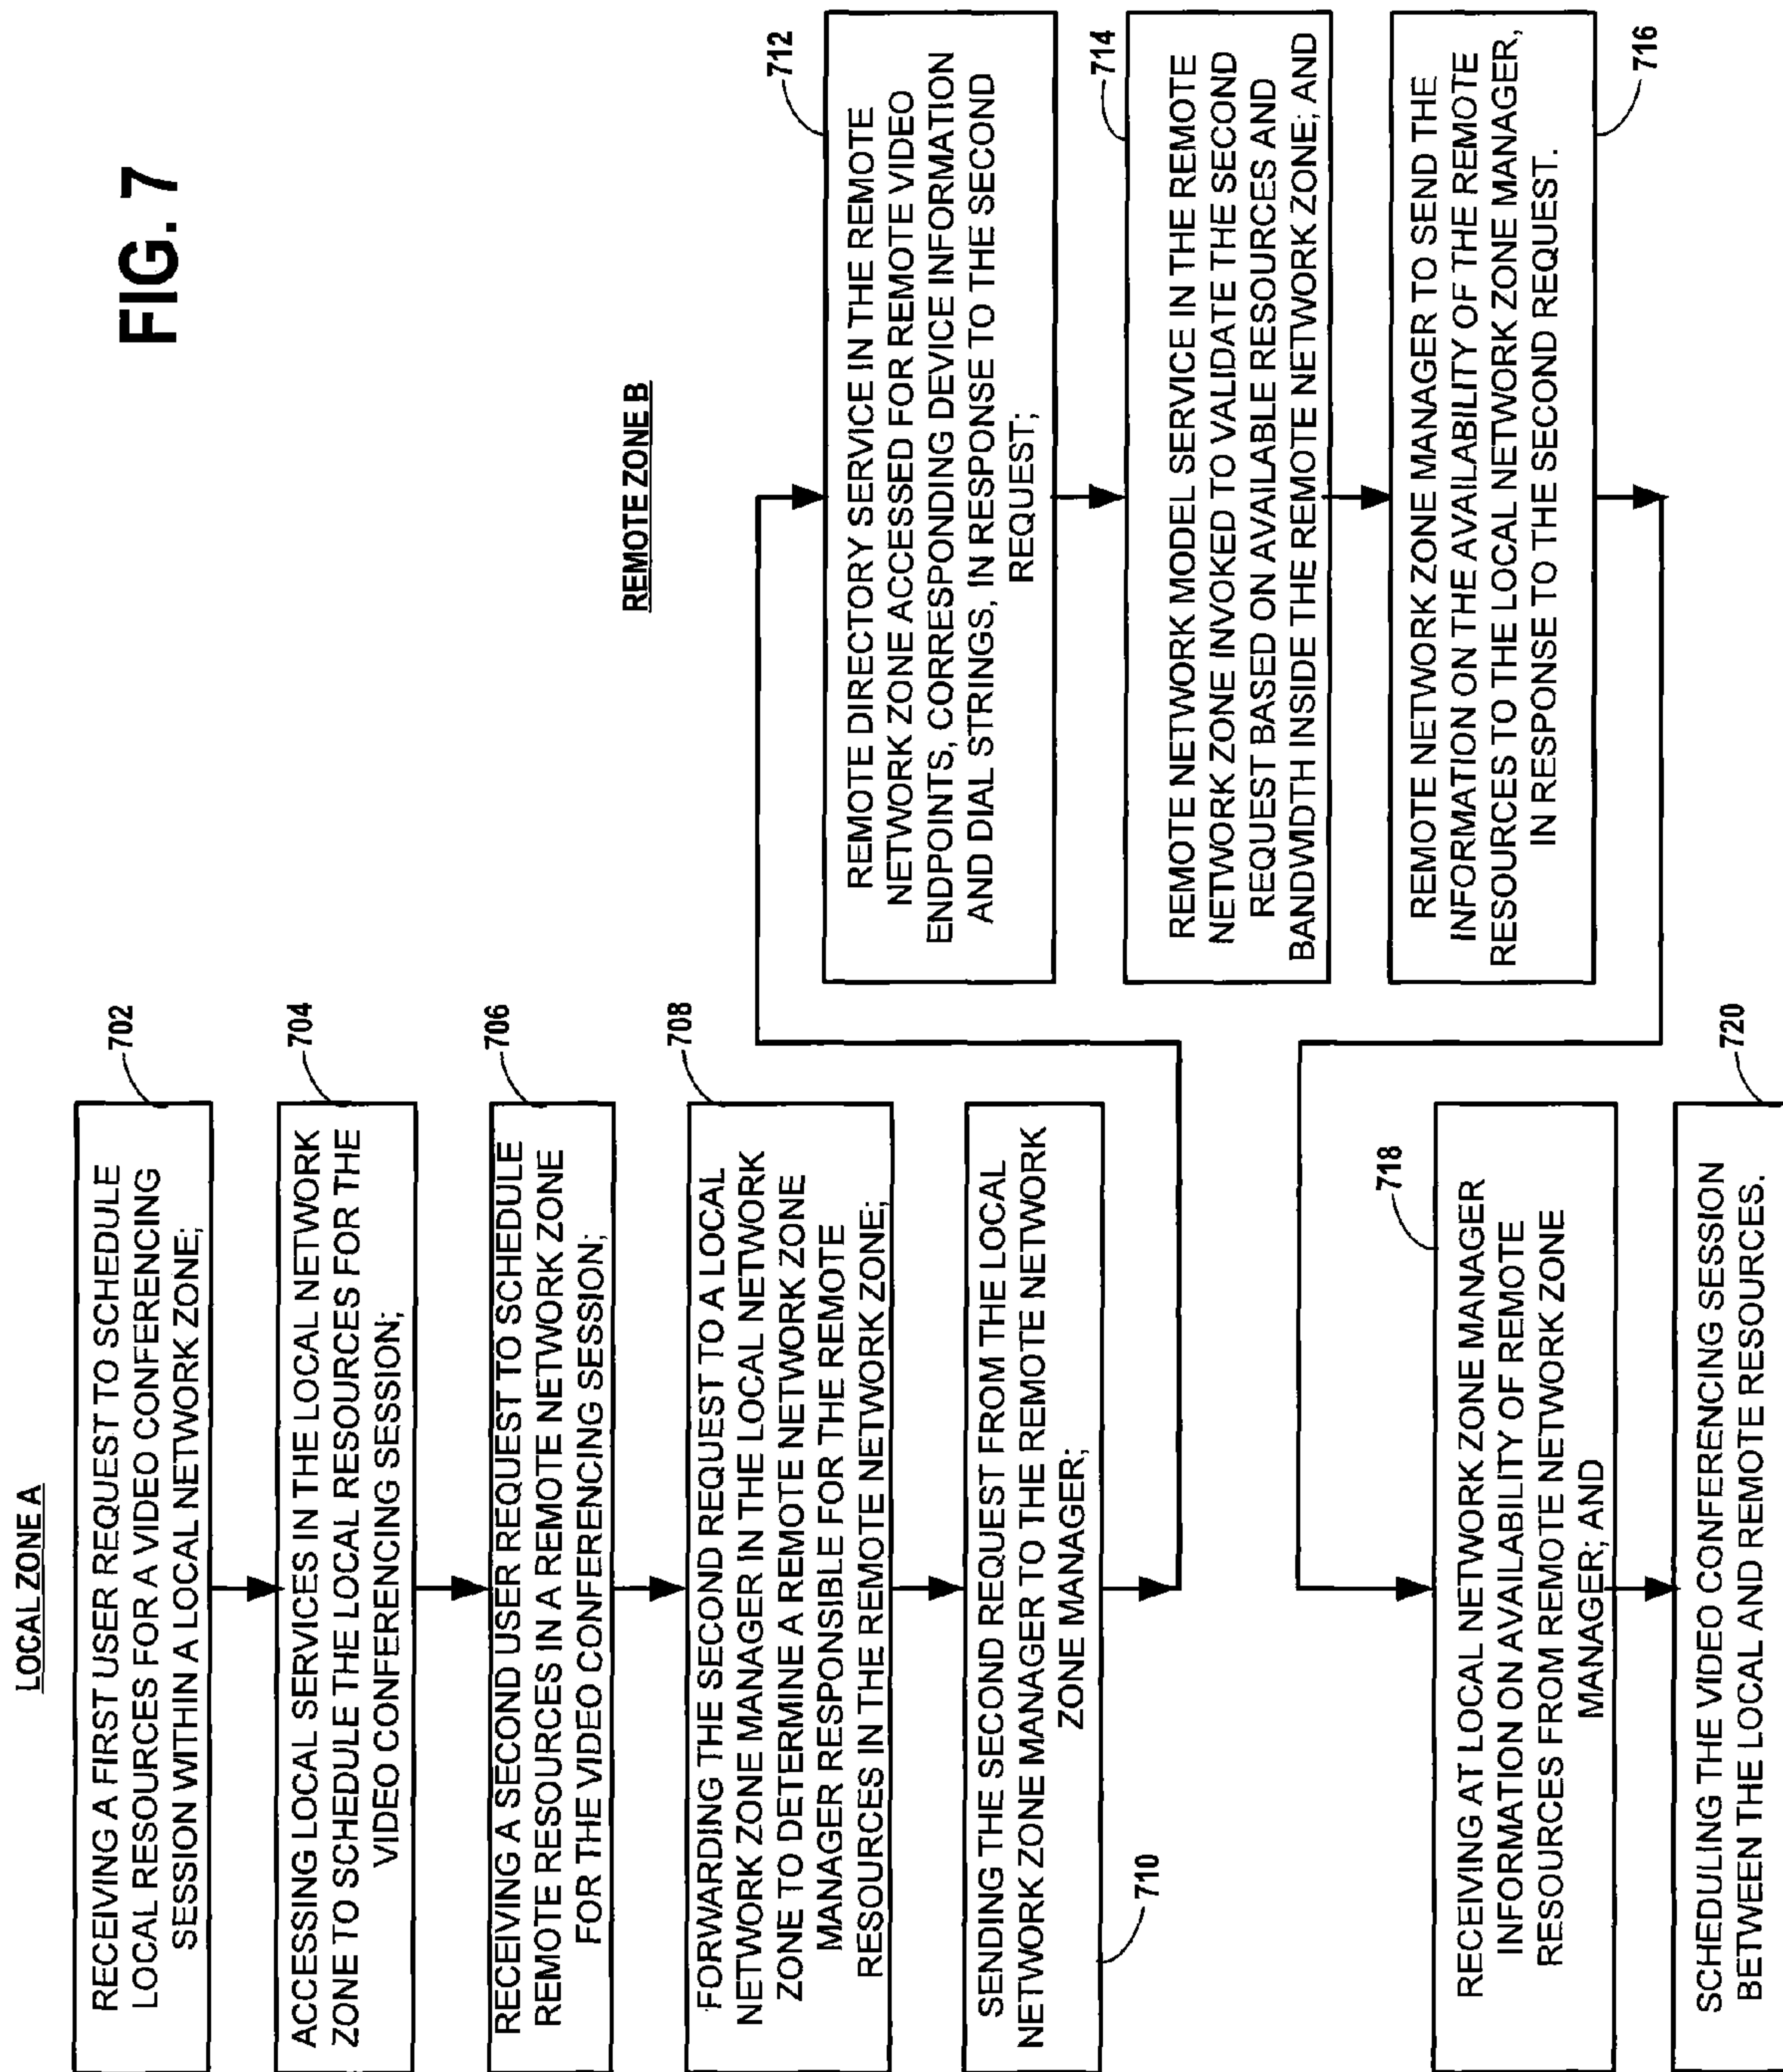 FIG. 7
LOCAL ZONE A
702
RECEIVING A FIRST USER REQUEST TO SCHEDULE
LOCAL RESOURCES FOR A VIDEO CONFERENCING
SESSION WITHIN A LOCAL NETWORK ZONE;
704
ACCESSING LOCAL SERVICES IN THE LOCAL NETWORK
ZONE TO SCHEDULE THE LOCAL RESOURCES FOR THE
VIDEO CONFERENCING SESSION;
706
RECEIVING A SECOND USER REQUEST TO SCHEDULE
REMOTE RESOURCES IN A REMOTE NETWORK ZONE
FOR THE VIDEO CONFERENCING SESSION;
708
FORWARDING THE SECOND REQUEST TO A LOCAL
NETWORK ZONE MANAGER IN THE LOCAL NETWORK
ZONE TO DETERMINE A REMOTE NETWORK ZONE
MANAGER RESPONSIBLE FOR THE REMOTE
RESOURCES IN THE REMOTE NETWORK ZONE;
SENDING THE SECOND REQUEST FROM THE LOCAL
NETWORK ZONE MANAGER TO THE REMOTE NETWORK
ZONE MANAGER;
710
REMOTE ZONE B
712
REMOTE DIRECTORY SERVICE IN THE REMOTE
NETWORK ZONE ACCESSED FOR REMOTE VIDEO
ENDPOINTS, CORRESPONDING DEVICE INFORMATION
AND DIAL STRINGS, IN RESPONSE TO THE SECOND
REQUEST;
714
REMOTE NETWORK MODEL SERVICE IN THE REMOTE
NETWORK ZONE INVOKED TO VALIDATE THE SECOND
REQUEST BASED ON AVAILABLE RESOURCES AND
BANDWIDTH INSIDE THE REMOTE NETWORK ZONE; AND
REMOTE NETWORK ZONE MANAGER TO SEND THE
INFORMATION ON THE AVAILABILITY OF THE REMOTE
RESOURCES TO THE LOCAL NETWORK ZONE MANAGER,
IN RESPONSE TO THE SECOND REQUEST.
716
718
RECEIVING AT LOCAL NETWORK ZONE MANAGER
INFORMATION ON AVAILABILITY OF REMOTE
RESOURCES FROM REMOTE NETWORK ZONE
MANAGER; AND
720
SCHEDULING THE VIDEO CONFERENCING SESSION
BETWEEN THE LOCAL AND REMOTE RESOURCES.